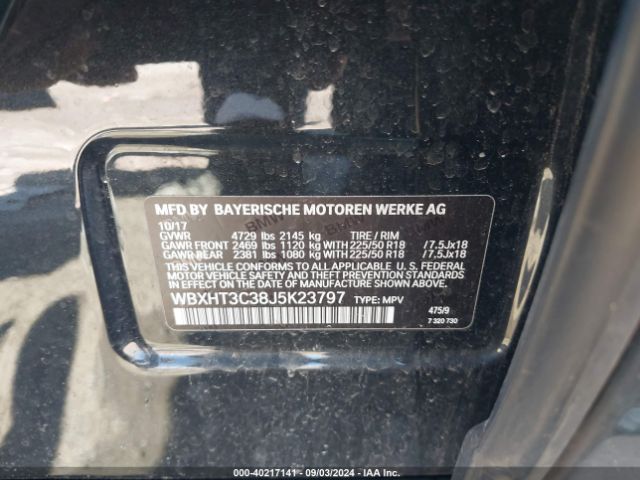 MFD BY BAYERISCHE MOTOREN WERKE AG
10/17
GVWR 4729 lbs 2145 kg TIRE / RIM
GAWR FRONT 2469 lbs 1120 kg WITH 225/50 R18 /7.5Jx18
GAWR REAR 2381 lbs 1080 kg WITH 225/50 R18 /7.5Jx18
THIS VEHICLE CONFORMS TO ALL APPLICABLE U. S. FEDERAL
MOTOR VEHICLE SAFETY, BUMPER, AND THEFT PREVENTION
STANDARDS IN EFFECT ON THE DATE OF MANUFACTURE
SHOWN ABOVE.
WBXHT3C38J5K23797 TYPE: MPV
475/9
7 320 730
000-40217141 - 09/03/2024 - IAA Inc.